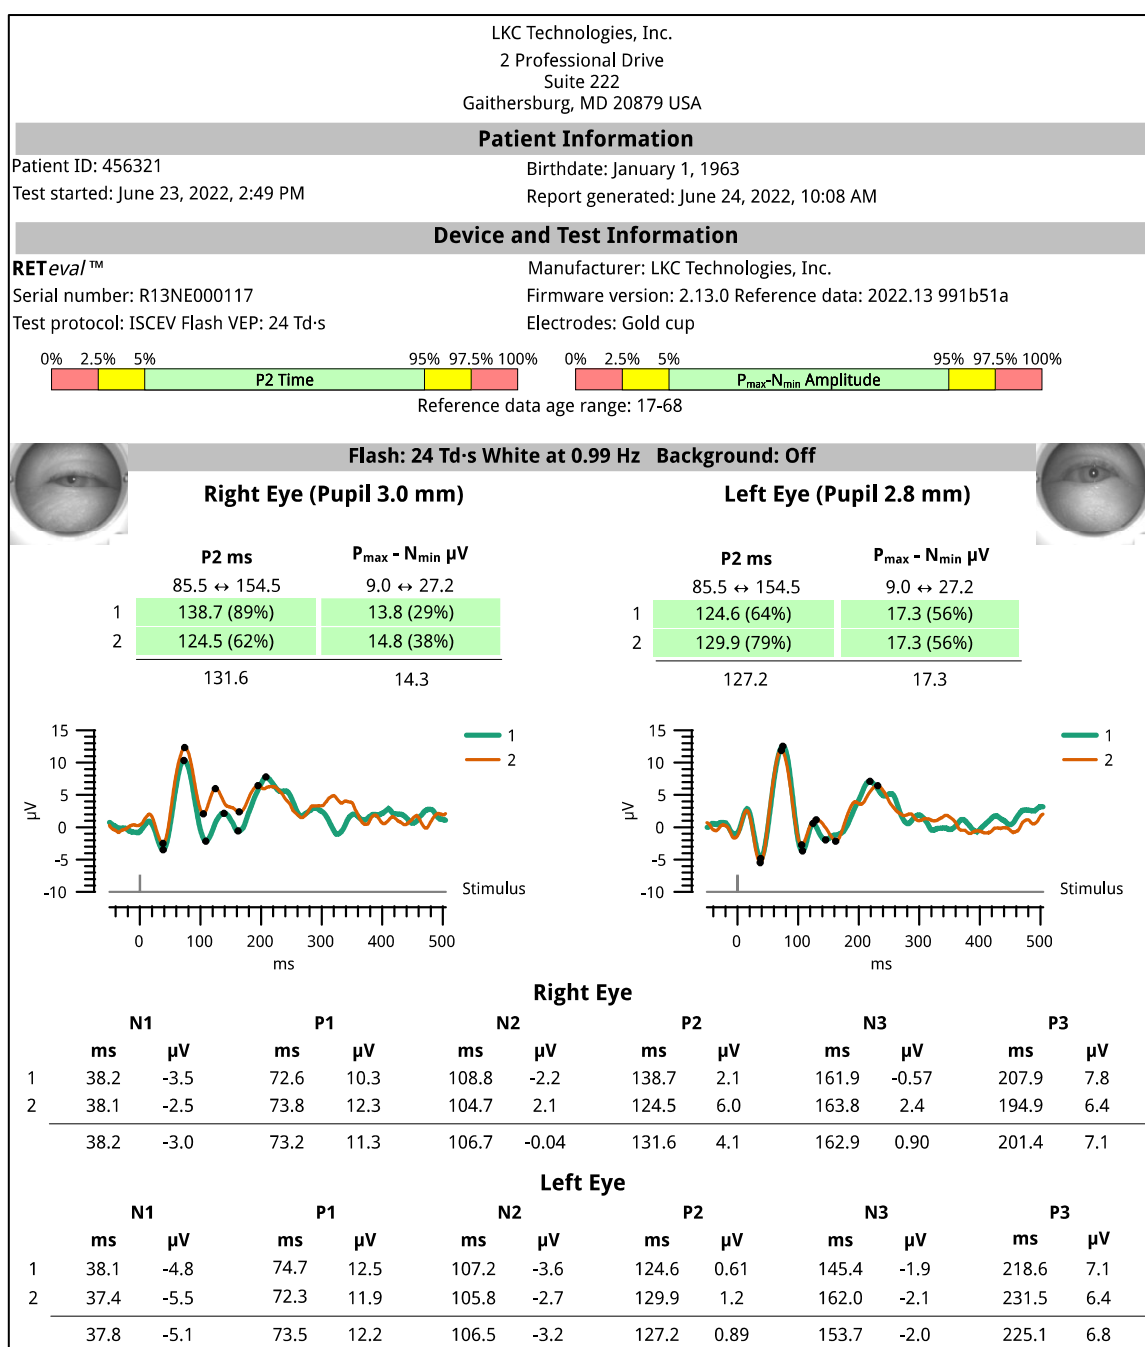 LKC Technologies, Inc.
2 Professional Drive
Suite 222
Gaithersburg, MD 20879 USA
Patient Information
Patient ID: 456321 Birthdate: January 1, 1963
Test started: June 23, 2022, 2:49 PM Report generated: June 24, 2022, 10:08 AM
Device and Test Information
RETeval ™ Manufacturer: LKC Technologies, Inc.
Serial number: R13NE000117 Firmware version: 2.13.0 Reference data: 2022.13 991b51a
Test protocol: ISCEV Flash VEP: 24 Td·s Electrodes: Gold cup
0% 2.5% 5% 95% 97.5% 100% 0% 2.5% 5% 95% 97.5% 100%
P2 Time Pmax-Nmin Amplitude
Reference data age range: 17-68
Flash: 24 Td·s White at 0.99 Hz Background: Off
Right Eye (Pupil 3.0 mm) Left Eye (Pupil 2.8 mm)
P2 ms Pmax - Nmin µV P2 ms Pmax - Nmin µV
85.5 ↔ 154.5 9.0 ↔ 27.2 85.5 ↔ 154.5 9.0 ↔ 27.2
1 138.7 (89%) 13.8 (29%) 1 124.6 (64%) 17.3 (56%)
2 124.5 (62%) 14.8 (38%) 2 129.9 (79%) 17.3 (56%)
131.6 14.3 127.2 17.3
15 1 15 1
2 2
10 10
5 5
µV µV
0 0
-5 -5
-10 Stimulus -10 Stimulus
0 100 200 300 400 500 0 100 200 300 400 500
ms ms
Right Eye
N1 P1 N2 P2 N3 P3
ms µV ms µV ms µV ms µV ms µV ms µV
1 38.2 -3.5 72.6 10.3 108.8 -2.2 138.7 2.1 161.9 -0.57 207.9 7.8
2 38.1 -2.5 73.8 12.3 104.7 2.1 124.5 6.0 163.8 2.4 194.9 6.4
38.2 -3.0 73.2 11.3 106.7 -0.04 131.6 4.1 162.9 0.90 201.4 7.1
Left Eye
N1 P1 N2 P2 N3 P3
ms µV ms µV ms µV ms µV ms µV ms µV
1 38.1 -4.8 74.7 12.5 107.2 -3.6 124.6 0.61 145.4 -1.9 218.6 7.1
2 37.4 -5.5 72.3 11.9 105.8 -2.7 129.9 1.2 162.0 -2.1 231.5 6.4
37.8 -5.1 73.5 12.2 106.5 -3.2 127.2 0.89 153.7 -2.0 225.1 6.8